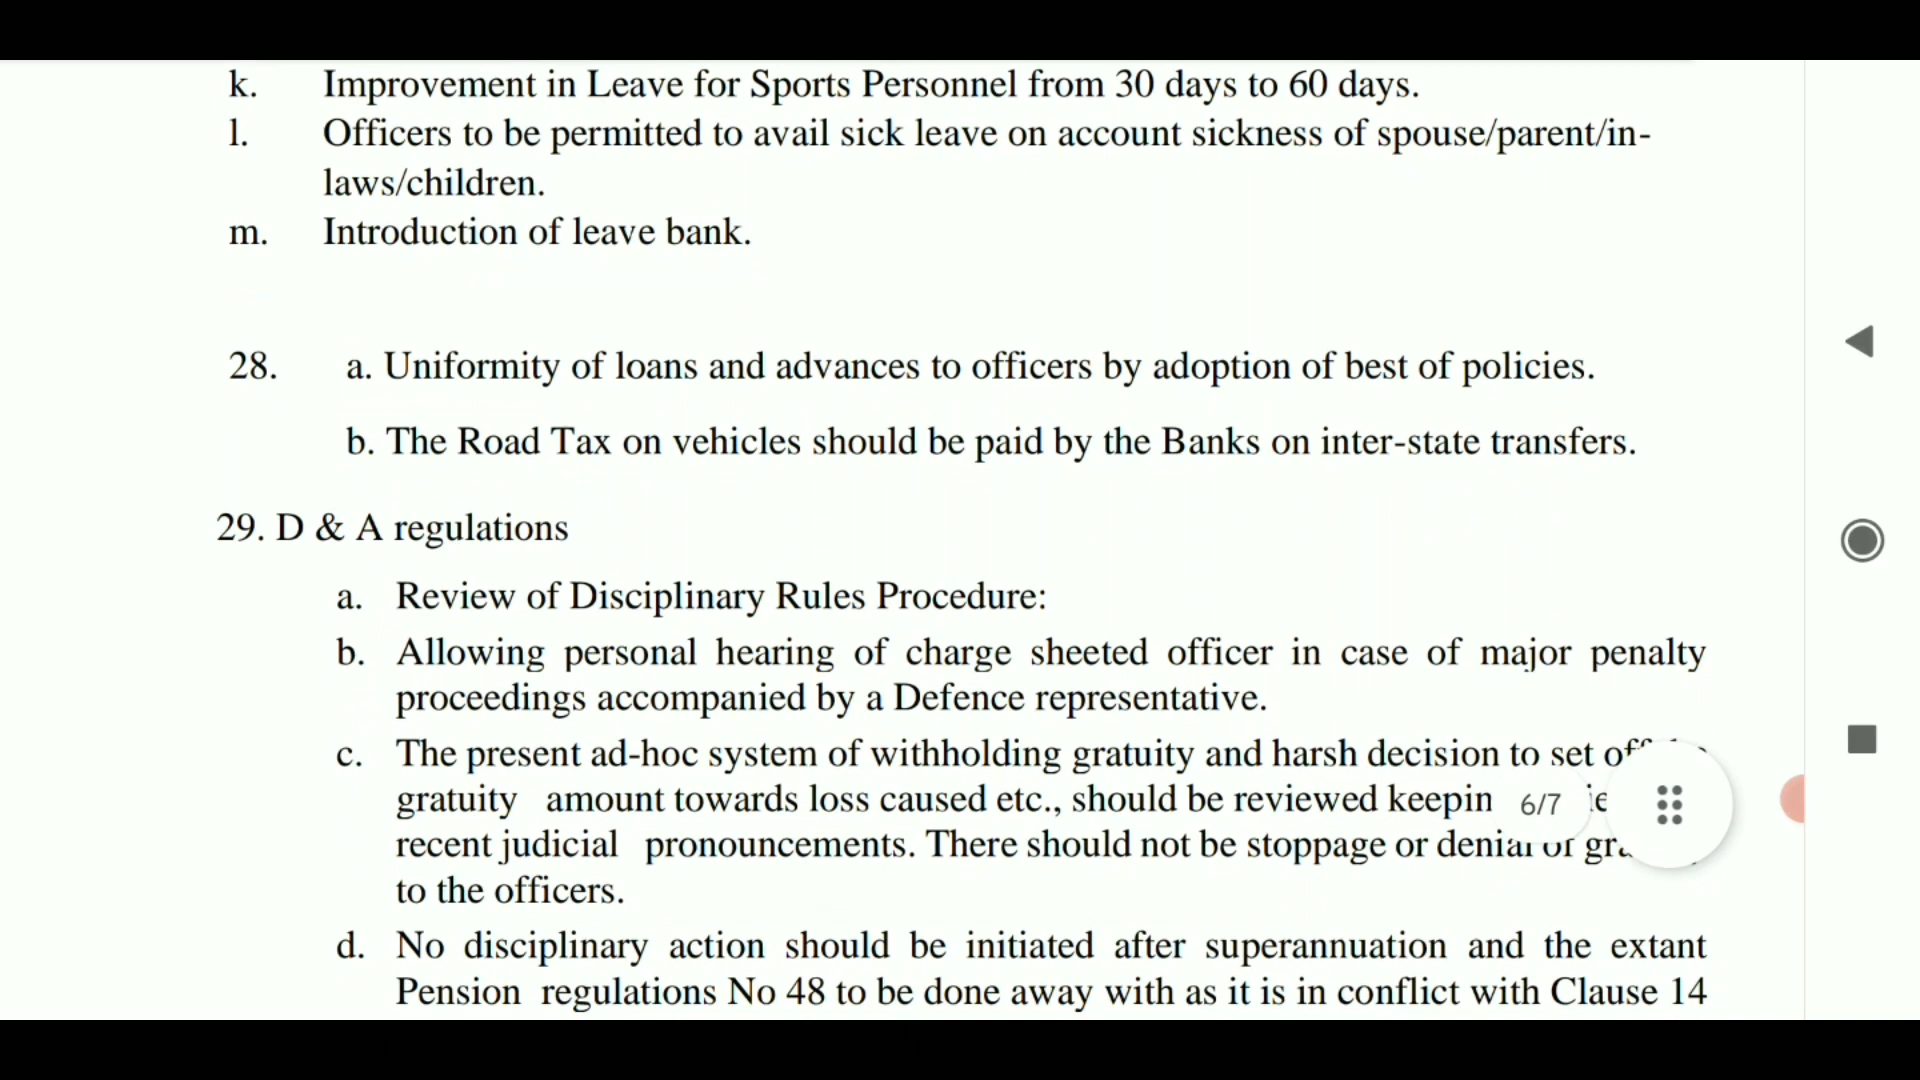 k. Improvement in Leave for Sports Personnel from 30 days to 60 days.
l. Officers to be permitted to avail sick leave on account sickness of spouse/parent/in-
laws/children.
m. Introduction of leave bank.
28. a. Uniformity of loans and advances to officers by adoption of best of policies.
b. The Road Tax on vehicles should be paid by the Banks on inter-state transfers.
29. D & A regulations
a. Review of Disciplinary Rules Procedure:
b. Allowing personal hearing of charge sheeted officer in case of major penalty
proceedings accompanied by a Defence representative.
c. The present ad-hoc system of withholding gratuity and harsh decision to set
gratuity amount towards loss caused etc., should be reviewed 6/7
recent judicial pronouncements. There should not be stoppage or denial of
to the officers.
d. No disciplinary action should be initiated after superannuation and the extant
Pension regulations No 48 to be done away with as it is in conflict with Clause 14